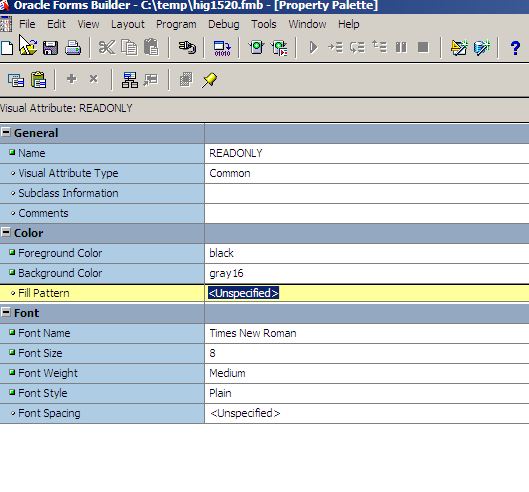 Oracle Forms Builder - C:\temp\hig1520.fmb - [Property Palette]
File Edit View Layout Program Debug Tools Window Help
Visual Attribute: READONLY
General
Name READONLY
Visual Attribute Type Common
Subclass Information
Comments
Color
Foreground Color black
Background Color gray16
Fill Pattern <Unspecified>
Font
Font Name Times New Roman
Font Size 8
Font Weight Medium
Font Style Plain
Font Spacing <Unspecified>